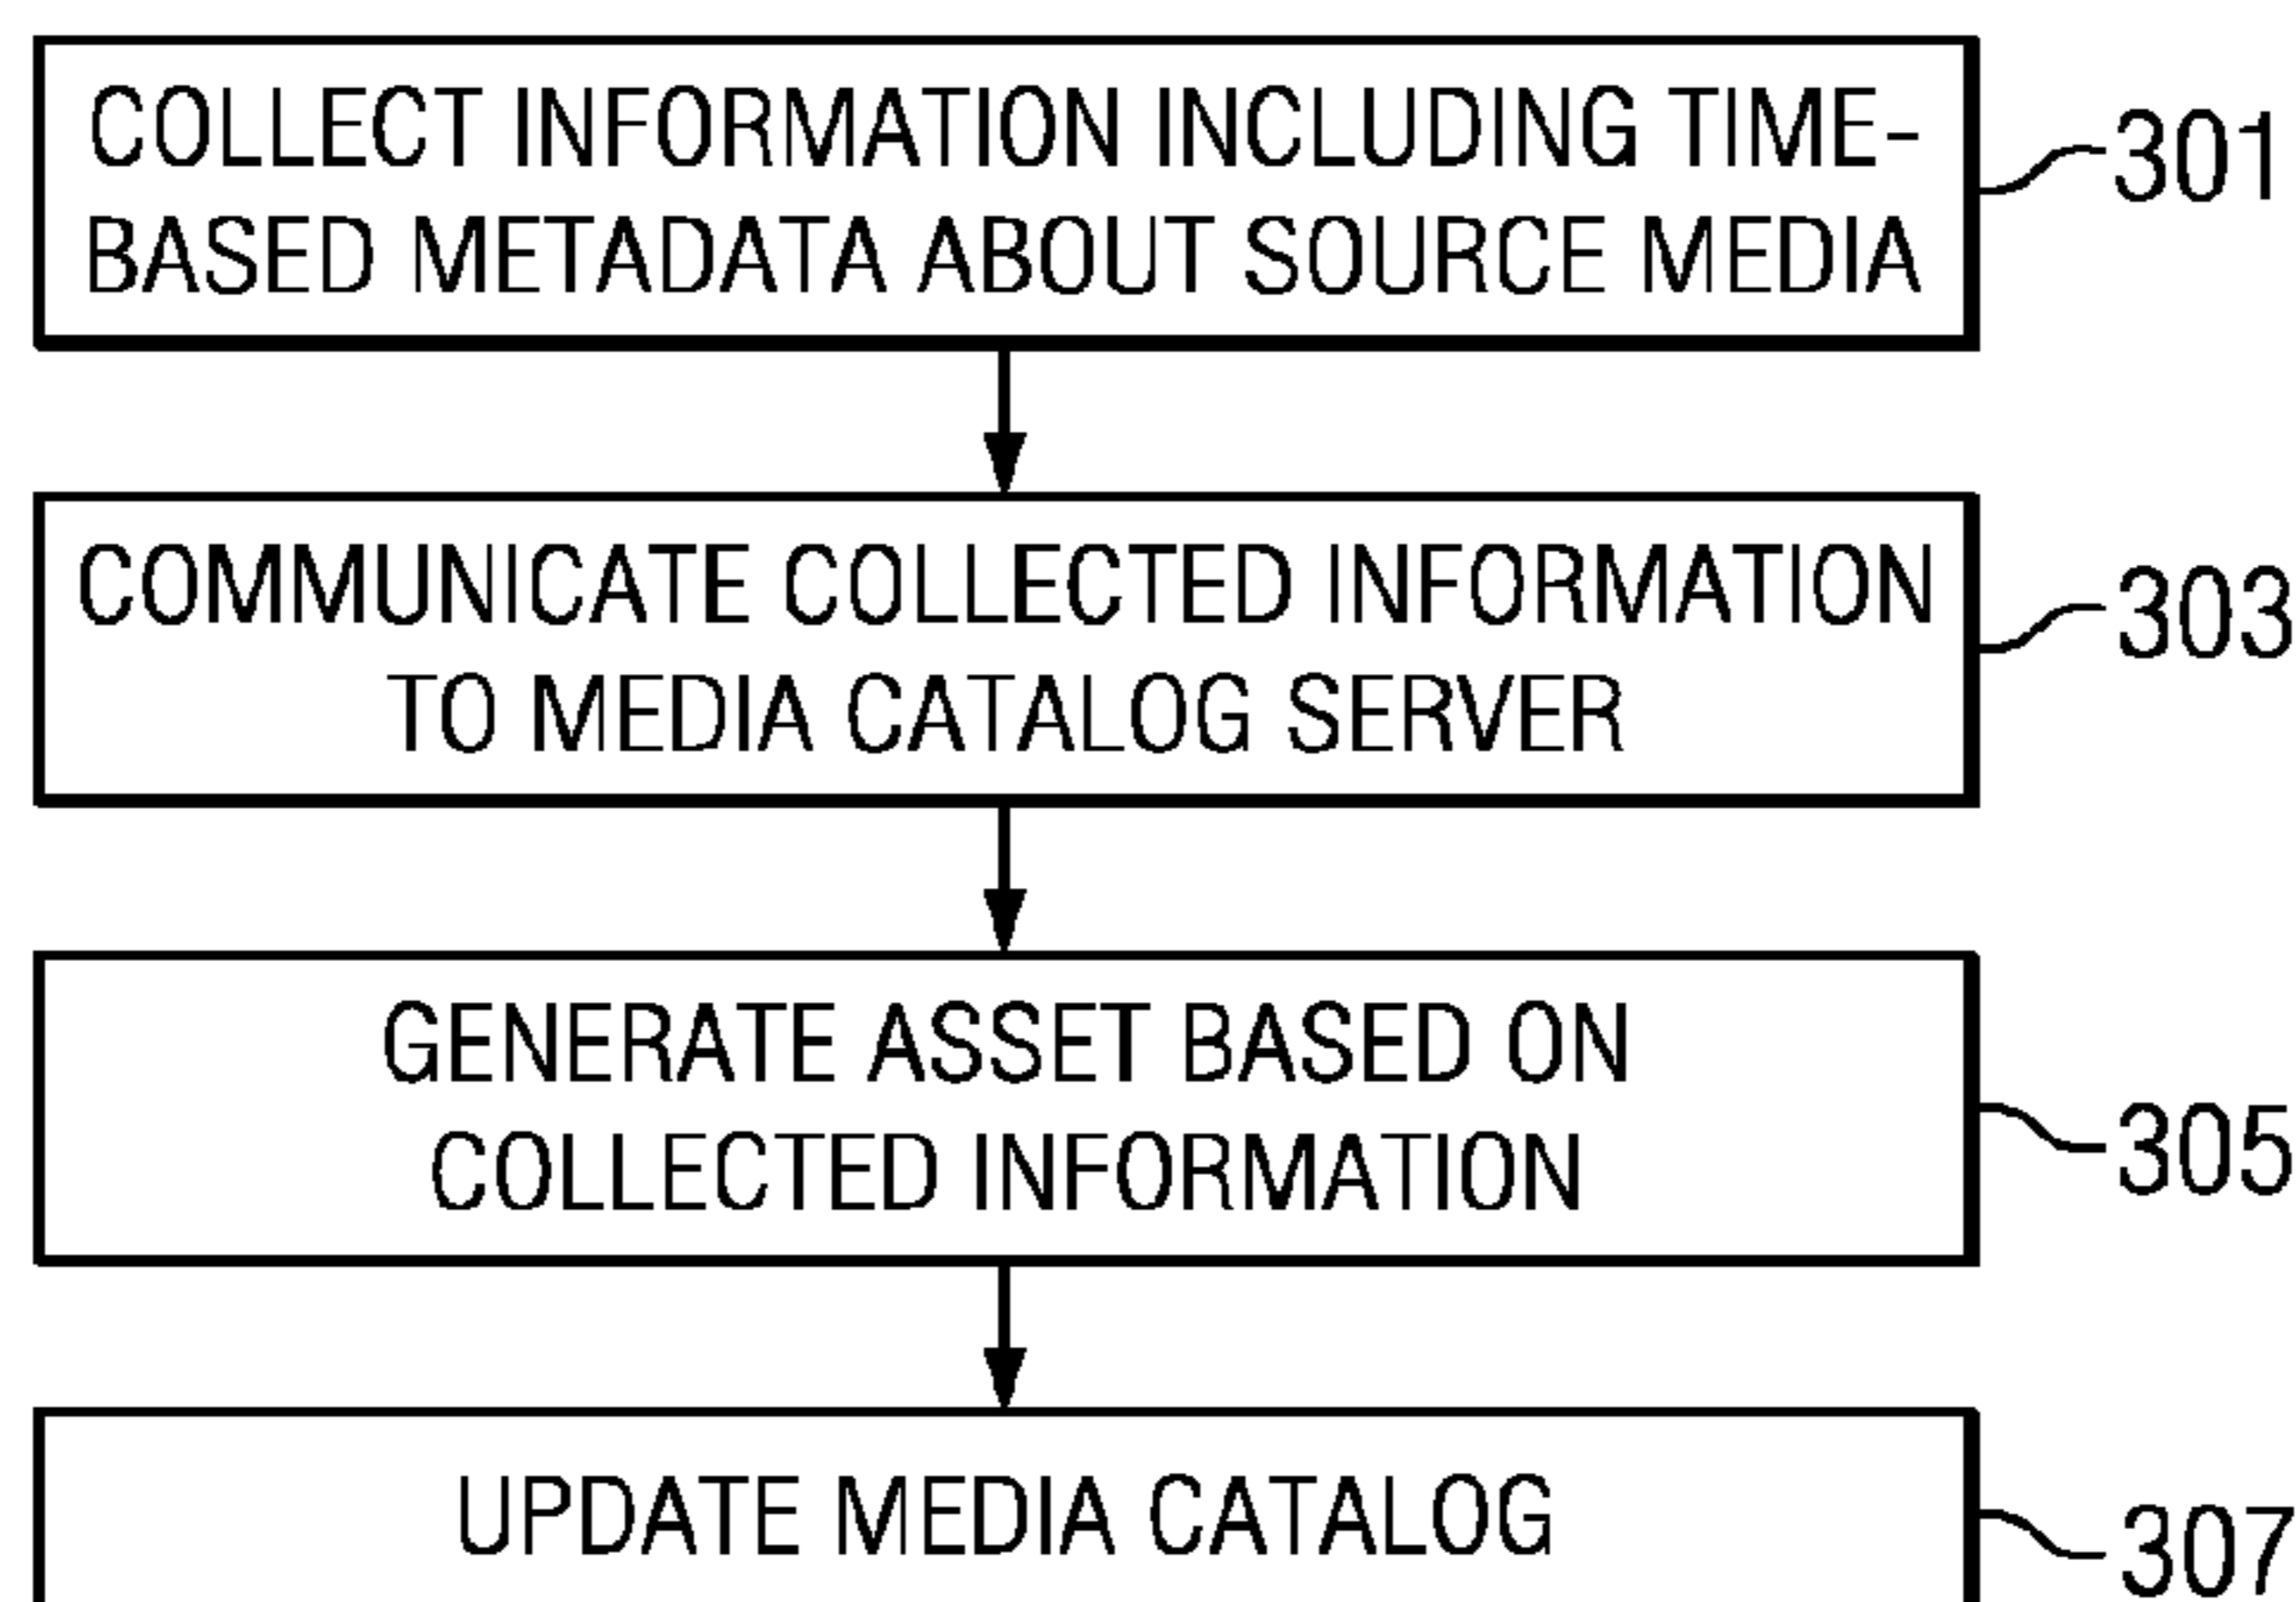 COLLECT INFORMATION INCLUDING TIME-
BASED METADATA ABOUT SOURCE MEDIA
301
COMMUNICATE COLLECTED INFORMATION
TO MEDIA CATALOG SERVER
303
GENERATE ASSET BASED ON
COLLECTED INFORMATION
305
UPDATE MEDIA CATALOG
307